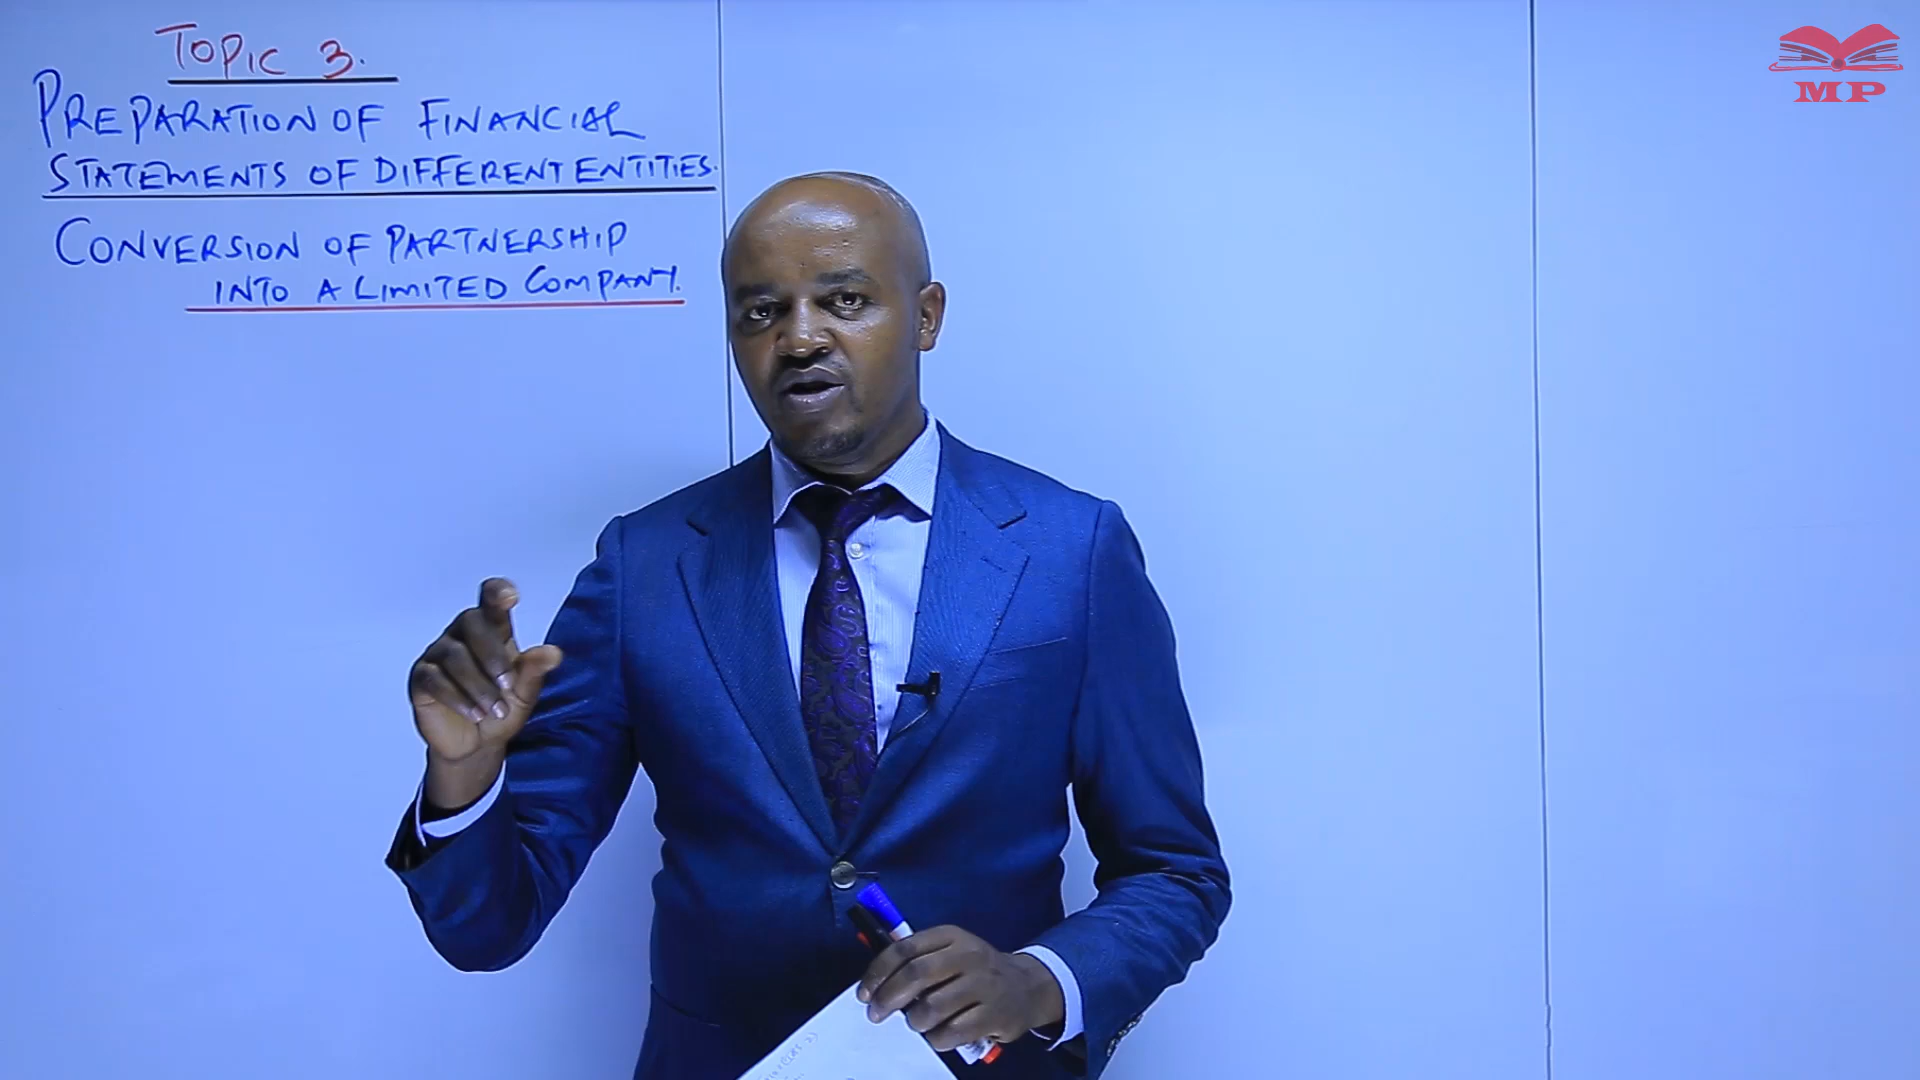 TOPIC 3.
PREPARATION OF FINANCIAL
STATEMENTS OF DIFFERENT ENTITIES.
CONVERSION OF PARTNERSHIP
INTO A LIMITED COMPANY.
MP